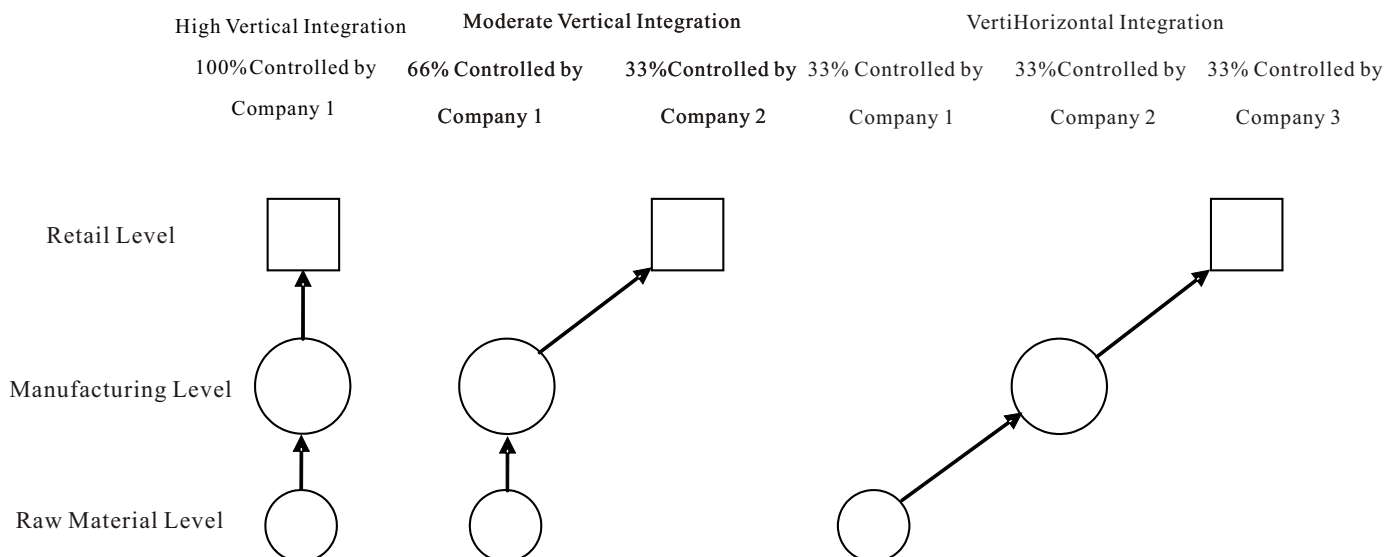 High Vertical Integration
100%Controlled by
Company 1
Moderate Vertical Integration
66% Controlled by
Company 1
33%Controlled by
Company 2
VertiHorizontal Integration
33% Controlled by
Company 1
33%Controlled by
Company 2
33% Controlled by
Company 3
Retail Level
Manufacturing Level
Raw Material Level